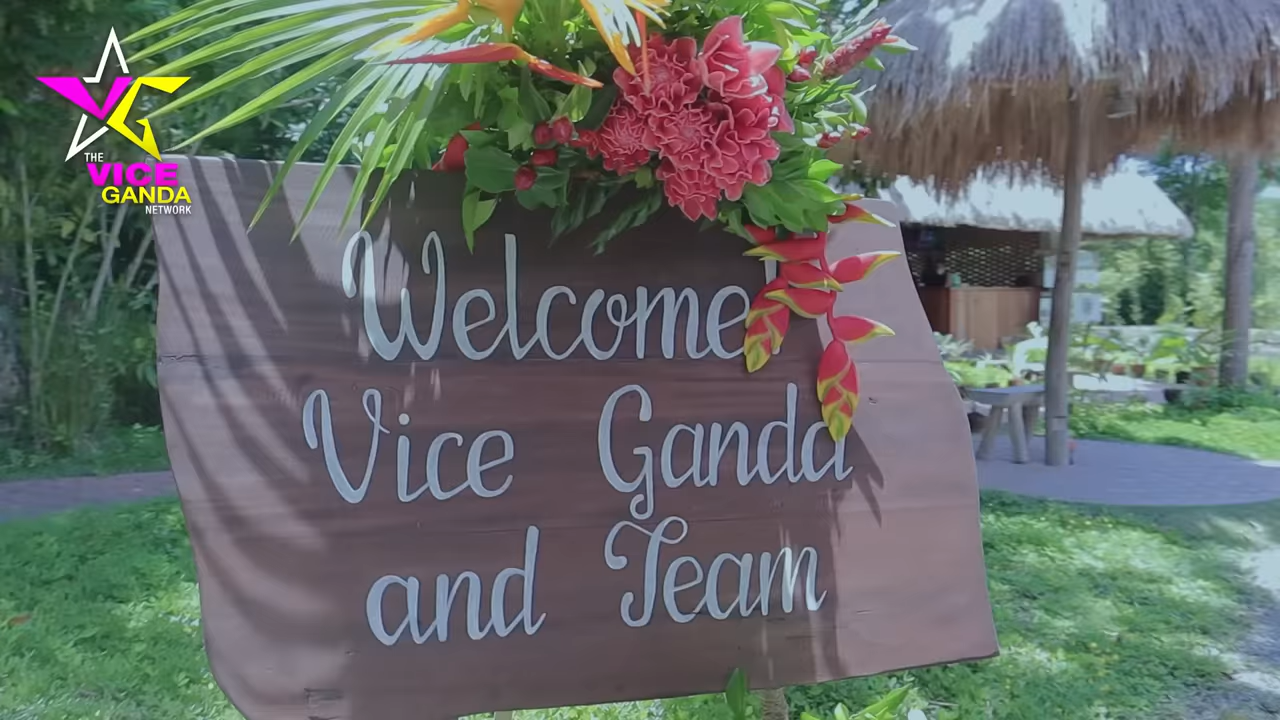 THE
VICE
GANDA
NETWORK
Welcome!
Vice Ganda
and Team